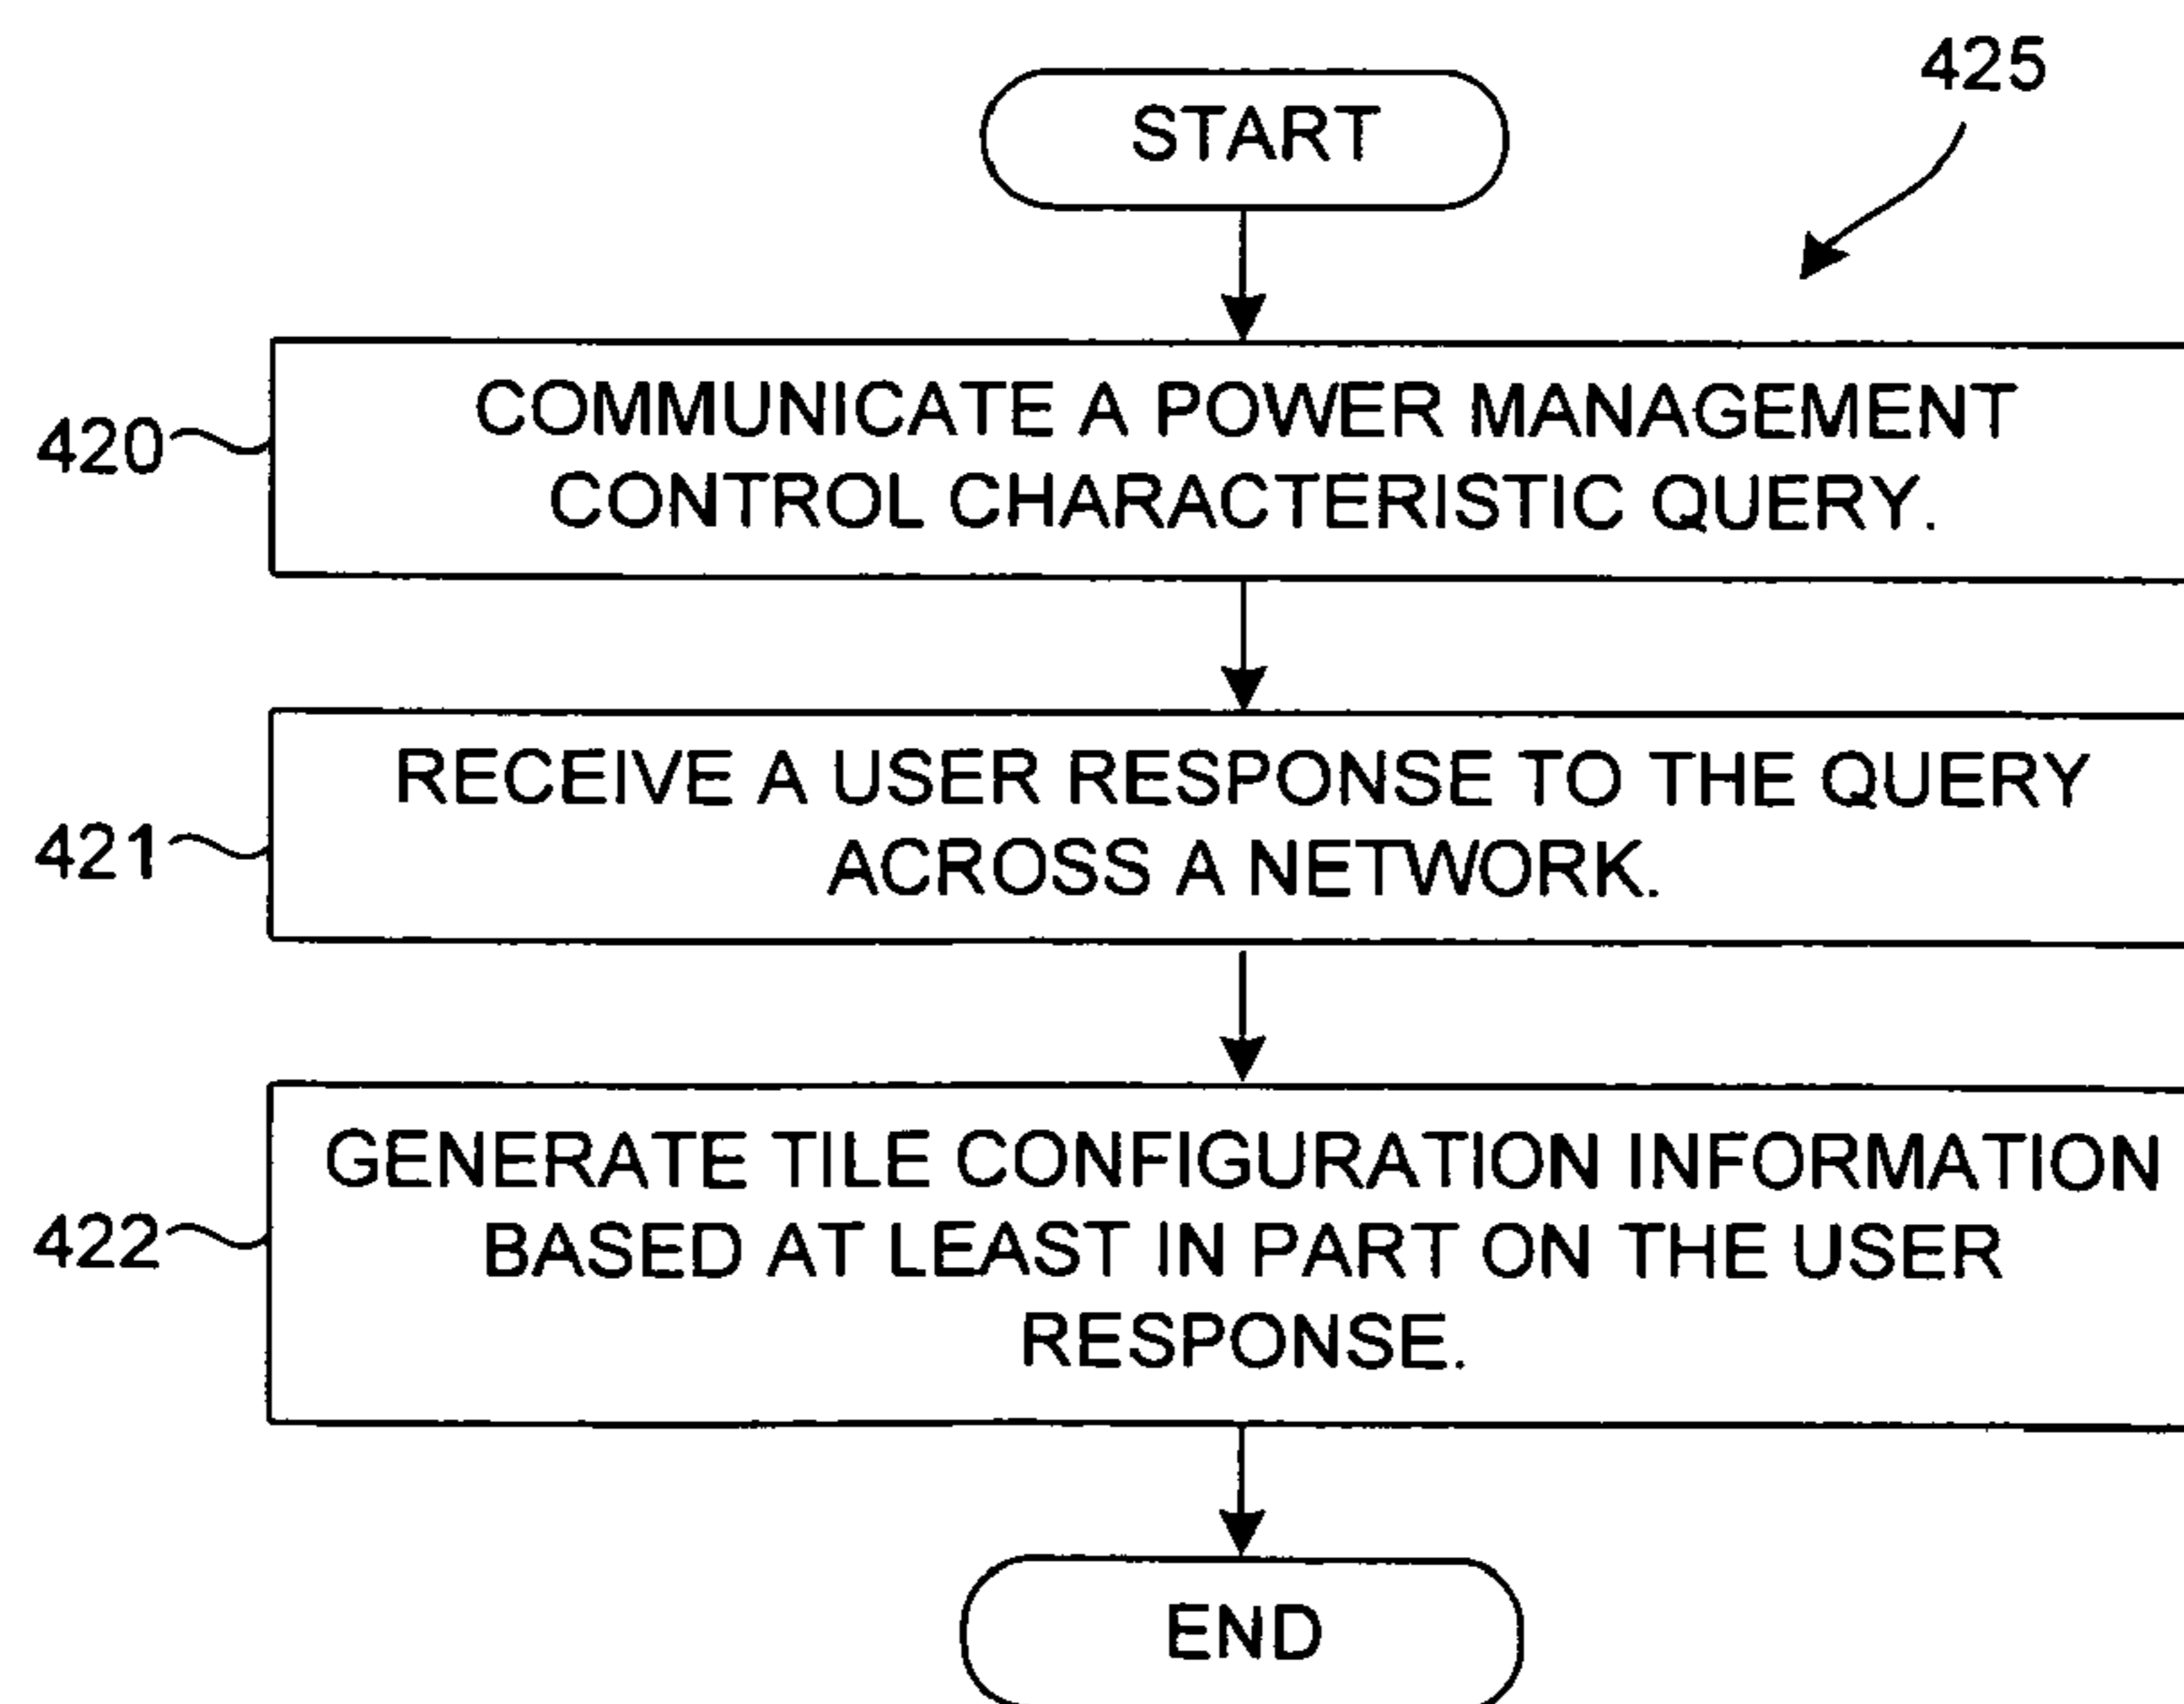 425
START
420
COMMUNICATE A POWER MANAGEMENT
CONTROL CHARACTERISTIC QUERY.
421
RECEIVE A USER RESPONSE TO THE QUERY
ACROSS A NETWORK.
422
GENERATE TILE CONFIGURATION INFORMATION
BASED AT LEAST IN PART ON THE USER
RESPONSE.
END